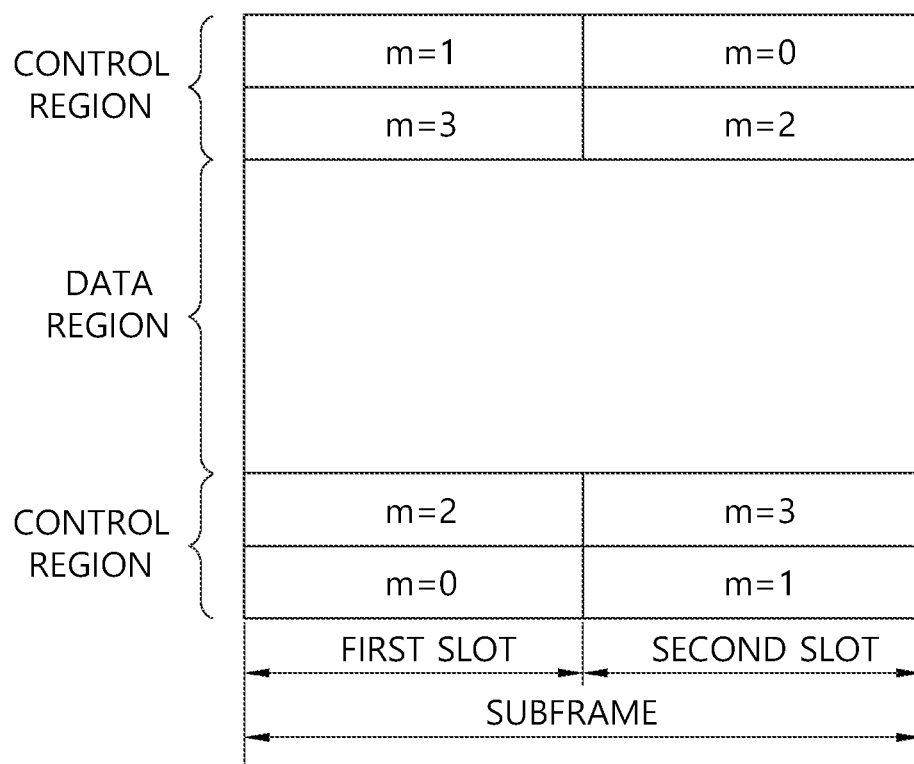 CONTROL
REGION
m=1
m=0
m=3
m=2
DATA
REGION
CONTROL
REGION
m=2
m=3
m=0
m=1
FIRST SLOT
SECOND SLOT
SUBFRAME